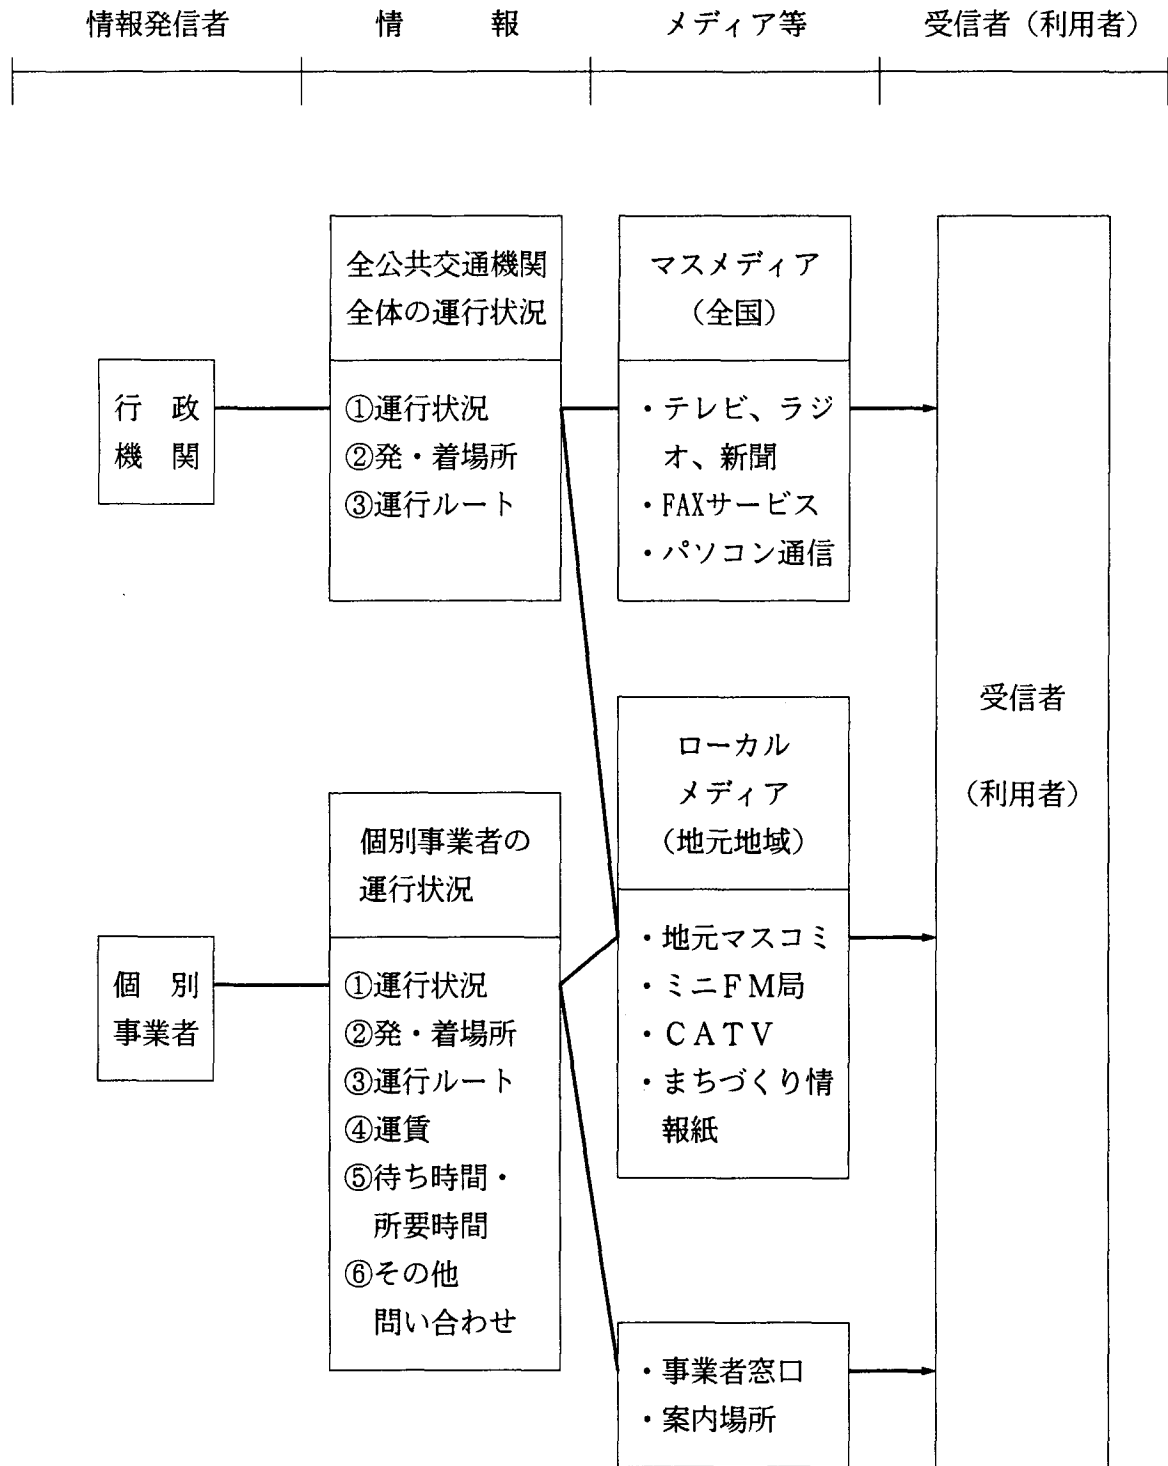 情報発信者
情 報
メディア等
受信者（利用者）
行 政
機 関
全公共交通機関
全体の運行状況
①運行状況
②発・着場所
③運行ルート
マスメディア
（全国）
・テレビ、ラジ
オ、新聞
・FAXサービス
・パソコン通信
個 別
事業者
個別事業者の
運行状況
①運行状況
②発・着場所
③運行ルート
④運賃
⑤待ち時間・
所要時間
⑥その他
問い合わせ
ローカル
メディア
（地元地域）
・地元マスコミ
・ミニＦＭ局
・ＣＡＴＶ
・まちづくり情
報紙
・事業者窓口
・案内場所
受信者
（利用者）